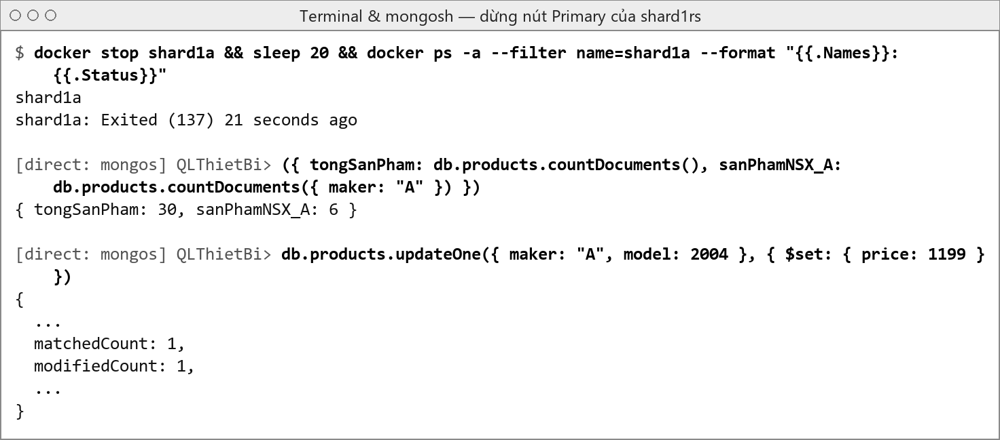 Terminal & mongosh — dừng nút Primary của shard1rs
$ docker stop shard1a && sleep 20 && docker ps -a --filter name=shard1a --format "{{.Names}}:
{{.Status}}"
shard1a
shard1a: Exited (137) 21 seconds ago
[direct: mongos] QLThietBi> ({ tongSanPham: db.products.countDocuments(), sanPhamNSX_A:
db.products.countDocuments({ maker: "A" }) })
{ tongSanPham: 30, sanPhamNSX_A: 6 }
[direct: mongos] QLThietBi> db.products.updateOne({ maker: "A", model: 2004 }, { $set: { price: 1199 }
})
{
...
matchedCount: 1,
modifiedCount: 1,
...
}